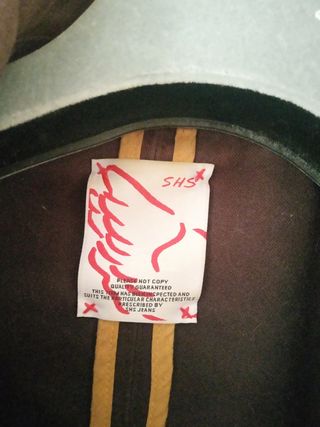 SHS
PLEASE NOT COPY
QUALITY GUARANTEED
THIS ITEM HAS BEEN INSPECTED AND
SUITS THE PARTICULAR CHARACTERISTICS
PRESCRIBED BY
SHS JEANS